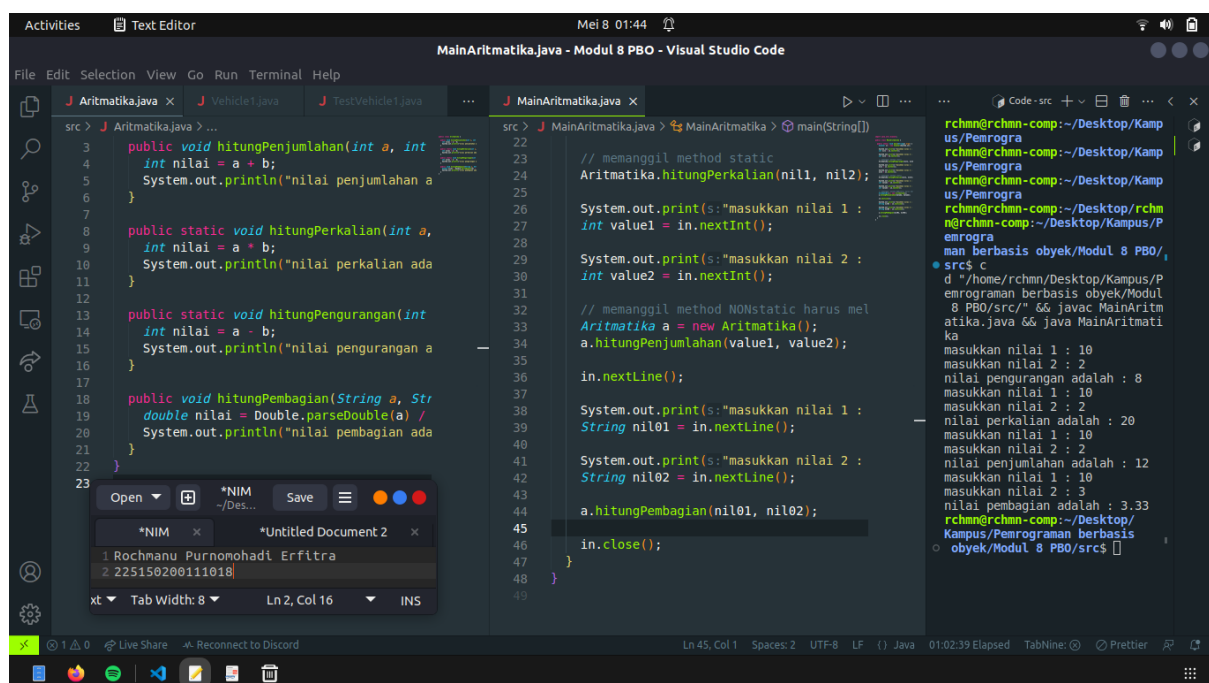 Activities Text Editor Mei 8 01:44
MainAritmatika.java - Modul 8 PBO - Visual Studio Code
File Edit Selection View Go Run Terminal Help
J Aritmatika.java × J Vehicle1.java J TestVehicle1.java ···
src > J Aritmatika.java > ...
3 public void hitungPenjumlahan(int a, int
4 int nilai = a + b;
5 System.out.println("nilai penjumlahan a
6 }
7
8 public static void hitungPerkalian(int a,
9 int nilai = a * b;
10 System.out.println("nilai perkalian ada
11 }
12
13 public static void hitungPengurangan(int
14 int nilai = a - b;
15 System.out.println("nilai pengurangan a
16 }
17
18 public void hitungPembagian(String a, Str
19 double nilai = Double.parseDouble(a) /
20 System.out.println("nilai pembagian ada
21 }
22 }
23
Open *NIM Save
~/Des...
*NIM × *Untitled Document 2 ×
1 Rochmanu Purnomohadi Erfitra
2 225150200111018
xt Tab Width: 8 Ln 2, Col 16 INS
J MainAritmatika.java ×
src > J MainAritmatika.java > MainAritmatika > main(String[])
22
23 // memanggil method static
24 Aritmatika.hitungPerkalian(nil1, nil2);
25
26 System.out.print(s:"masukkan nilai 1 :
27 int value1 = in.nextInt();
28
29 System.out.print(s:"masukkan nilai 2 :
30 int value2 = in.nextInt();
31
32 // memanggil method NONstatic harus mel
33 Aritmatika a = new Aritmatika();
34 a.hitungPenjumlahan(value1, value2);
35
36 in.nextLine();
37
38 System.out.print(s:"masukkan nilai 1 :
39 String nil01 = in.nextLine();
40
41 System.out.print(s:"masukkan nilai 2 :
42 String nil02 = in.nextLine();
43
44 a.hitungPembagian(nil01, nil02);
45
46 in.close();
47 }
48 }
49
··· Code - src + ···
rchmn@rchmn-comp:~/Desktop/Kamp
us/Pemrogra
rchmn@rchmn-comp:~/Desktop/Kamp
us/Pemrogra
rchmn@rchmn-comp:~/Desktop/Kamp
us/Pemrogra
rchmn@rchmn-comp:~/Desktop/rchm
n@rchmn-comp:~/Desktop/Kampus/P
emrogra
man berbasis obyek/Modul 8 PBO/
src$ c
d "/home/rchmn/Desktop/Kampus/P
emrograman berbasis obyek/Modul
8 PBO/src/" && javac MainAritm
atika.java && java MainAritmati
ka
masukkan nilai 1 : 10
masukkan nilai 2 : 2
nilai pengurangan adalah : 8
masukkan nilai 1 : 10
masukkan nilai 2 : 2
nilai perkalian adalah : 20
masukkan nilai 1 : 10
masukkan nilai 2 : 2
nilai penjumlahan adalah : 12
masukkan nilai 1 : 10
masukkan nilai 2 : 3
nilai pembagian adalah : 3.33
rchmn@rchmn-comp:~/Desktop/
Kampus/Pemrograman berbasis
obyek/Modul 8 PBO/src$
1 0 Live Share Reconnect to Discord Ln 45, Col 1 Spaces: 2 UTF-8 LF {} Java 01:02:39 Elapsed TabNine: Prettier